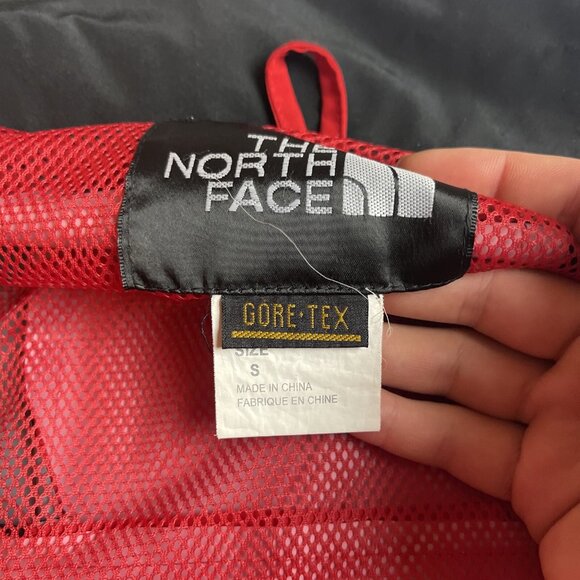 THE
NORTH
FACE
GORE·TEX
SIZE
S
MADE IN CHINA
FABRIQUE EN CHINE